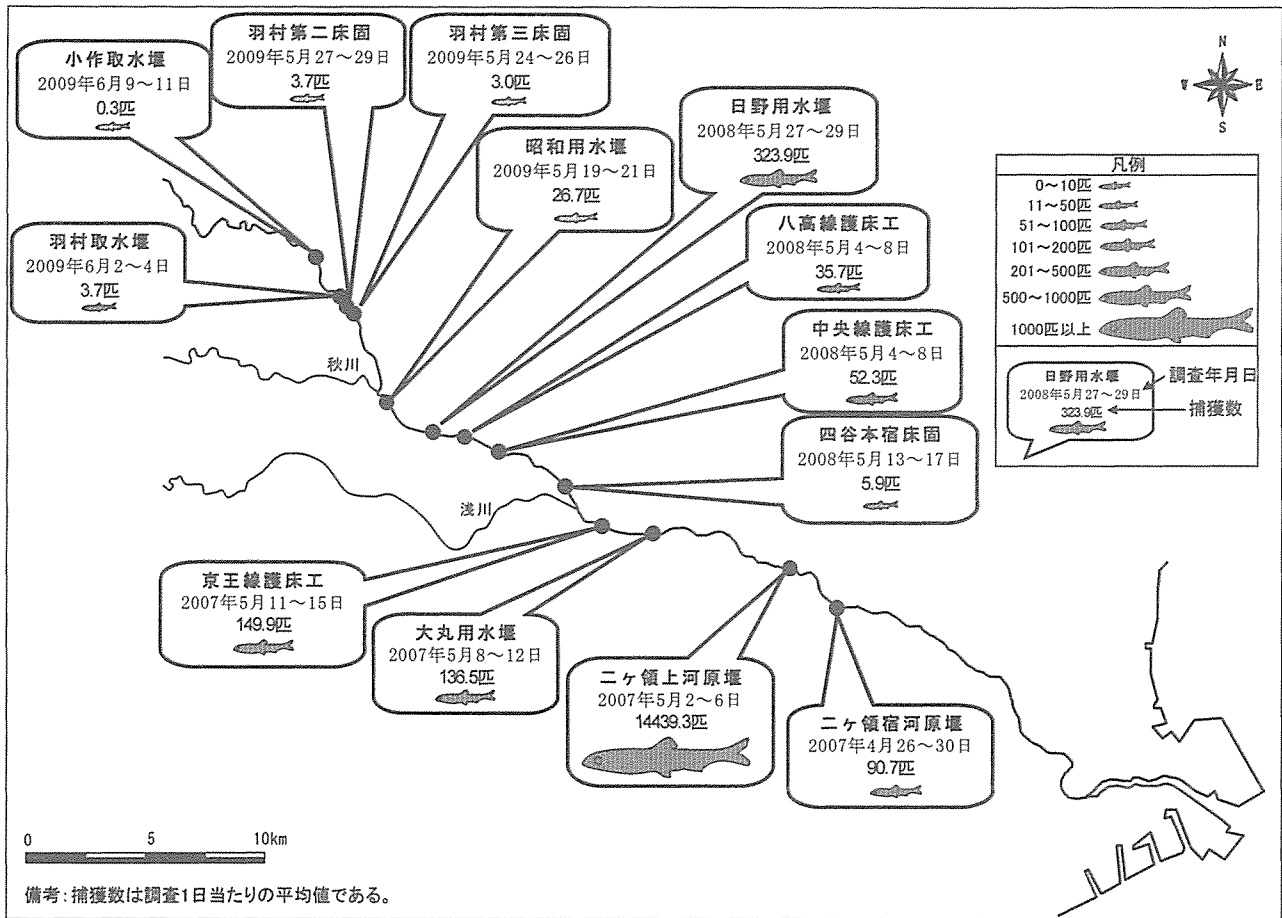 小作取水堰
2009年6月9～11日
0.3匹
羽村第二床固
2009年5月27～29日
3.7匹
羽村第三床固
2009年5月24～26日
3.0匹
昭和用水堰
2009年5月19～21日
26.7匹
日野用水堰
2008年5月27～29日
323.9匹
N
W
E
S
羽村取水堰
2009年6月2～4日
3.7匹
八高線護床工
2008年5月4～8日
35.7匹
中央線護床工
2008年5月4～8日
52.3匹
四谷本宿床固
2008年5月13～17日
5.9匹
凡例
0～10匹
11～50匹
51～100匹
101～200匹
201～500匹
500～1000匹
1000匹以上
日野用水堰
2008年5月27～29日
323.9匹
調査年月日
捕獲数
秋川
浅川
京王線護床工
2007年5月11～15日
149.9匹
大丸用水堰
2007年5月8～12日
136.5匹
二ヶ領上河原堰
2007年5月2～6日
14439.3匹
二ヶ領宿河原堰
2007年4月26～30日
90.7匹
0 5 10km
備考：捕獲数は調査1日当たりの平均値である。